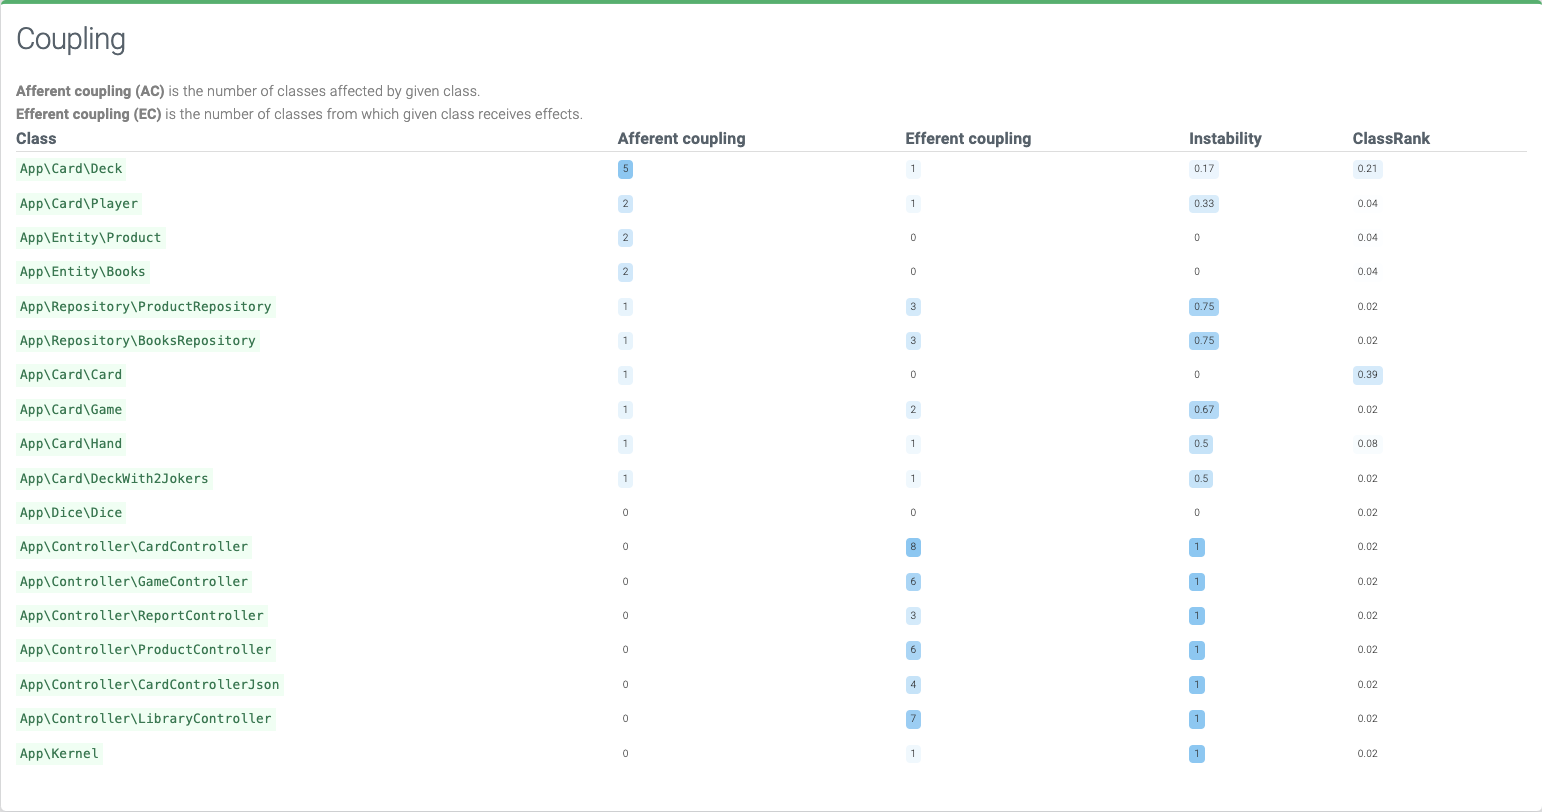 Coupling
Afferent coupling (AC) is the number of classes affected by given class.
Efferent coupling (EC) is the number of classes from which given class receives effects.
Class Afferent coupling Efferent coupling Instability ClassRank
App\Card\Deck 5 1 0.17 0.21
App\Card\Player 2 1 0.33 0.04
App\Entity\Product 2 0 0 0.04
App\Entity\Books 2 0 0 0.04
App\Repository\ProductRepository 1 3 0.75 0.02
App\Repository\BooksRepository 1 3 0.75 0.02
App\Card\Card 1 0 0 0.39
App\Card\Game 1 2 0.67 0.02
App\Card\Hand 1 1 0.5 0.08
App\Card\DeckWith2Jokers 1 1 0.5 0.02
App\Dice\Dice 0 0 0 0.02
App\Controller\CardController 0 8 1 0.02
App\Controller\GameController 0 6 1 0.02
App\Controller\ReportController 0 3 1 0.02
App\Controller\ProductController 0 6 1 0.02
App\Controller\CardControllerJson 0 4 1 0.02
App\Controller\LibraryController 0 7 1 0.02
App\Kernel 0 1 1 0.02